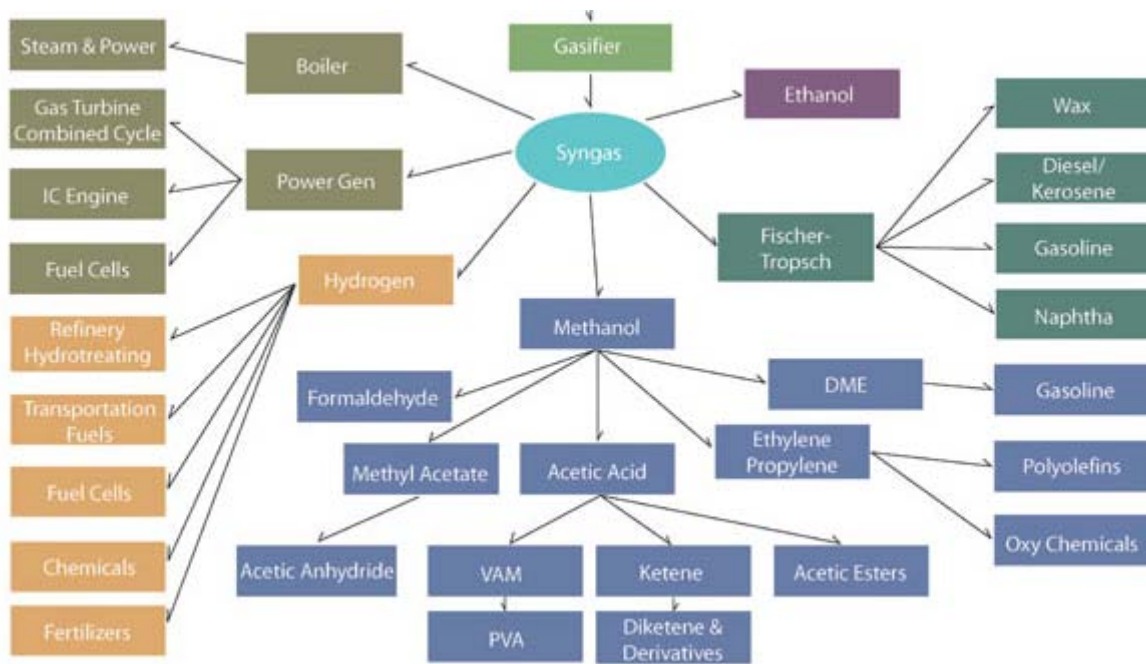 Steam & Power
Boiler
Gasifier
Ethanol
Gas Turbine
Combined Cycle
Syngas
Wax
Power Gen
IC Engine
Diesel/
Kerosene
Fischer-
Tropsch
Gasoline
Fuel Cells
Hydrogen
Naphtha
Refinery
Hydrotreating
Methanol
Formaldehyde
DME
Gasoline
Transportation
Fuels
Methyl Acetate
Acetic Acid
Ethylene
Propylene
Polyolefins
Fuel Cells
Oxy Chemicals
Chemicals
Acetic Anhydride
VAM
Ketene
Acetic Esters
Fertilizers
PVA
Diketene &
Derivatives